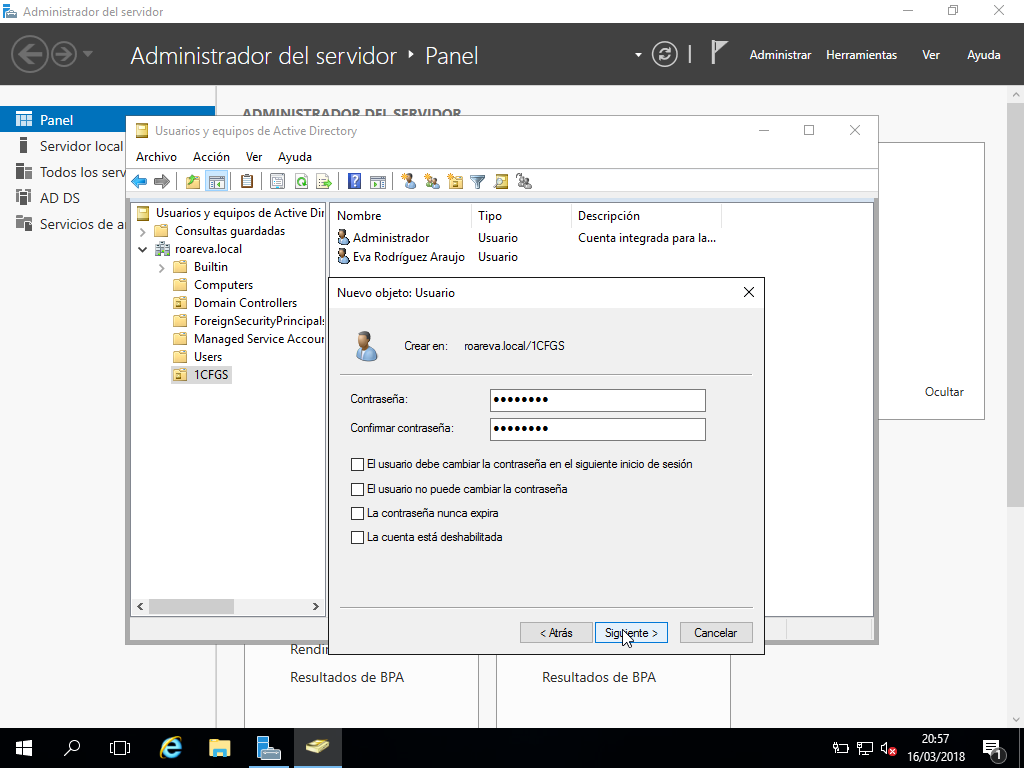 Administrador del servidor
Administrador del servidor ‣ Panel
Administrar Herramientas Ver Ayuda
ADMINISTRADOR DEL SERVIDOR
Panel
Servidor local
Todos los serv
AD DS
Servicios de a
Usuarios y equipos de Active Directory
Archivo Acción Ver Ayuda
Usuarios y equipos de Active Dir
Consultas guardadas
roareva.local
Builtin
Computers
Domain Controllers
ForeignSecurityPrincipals
Managed Service Accour
Users
1CFGS
Nombre Tipo Descripción
Administrador Usuario Cuenta integrada para la...
Eva Rodríguez Araujo Usuario
Nuevo objeto: Usuario
Crear en: roareva.local/1CFGS
Contraseña: ••••••••
Confirmar contraseña: ••••••••
El usuario debe cambiar la contraseña en el siguiente inicio de sesión
El usuario no puede cambiar la contraseña
La contraseña nunca expira
La cuenta está deshabilitada
< Atrás Siguiente > Cancelar
Ocultar
Rendir
Resultados de BPA Resultados de BPA
20:57
16/03/2018
1